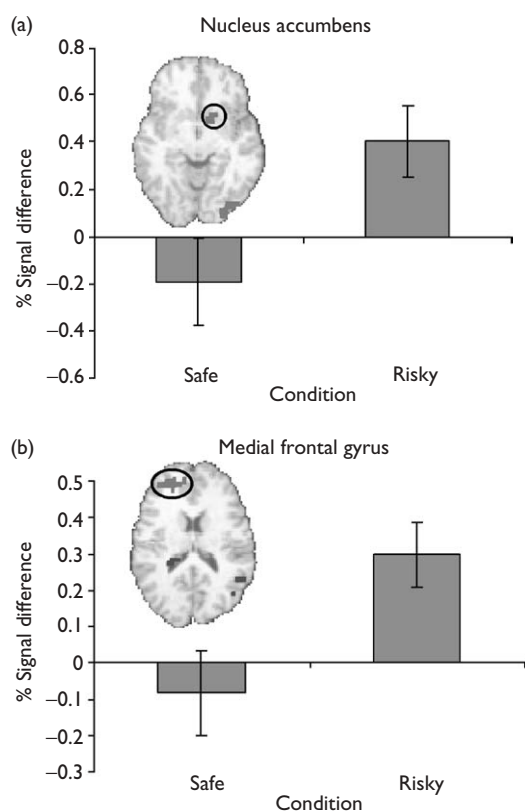 (a) Nucleus accumbens
0.8
0.6
0.4
0.2
0
−0.2
−0.4
−0.6
% Signal difference
Safe Risky
Condition
(b) Medial frontal gyrus
0.5
0.4
0.3
0.2
0.1
0
−0.1
−0.2
−0.3
% Signal difference
Safe Risky
Condition